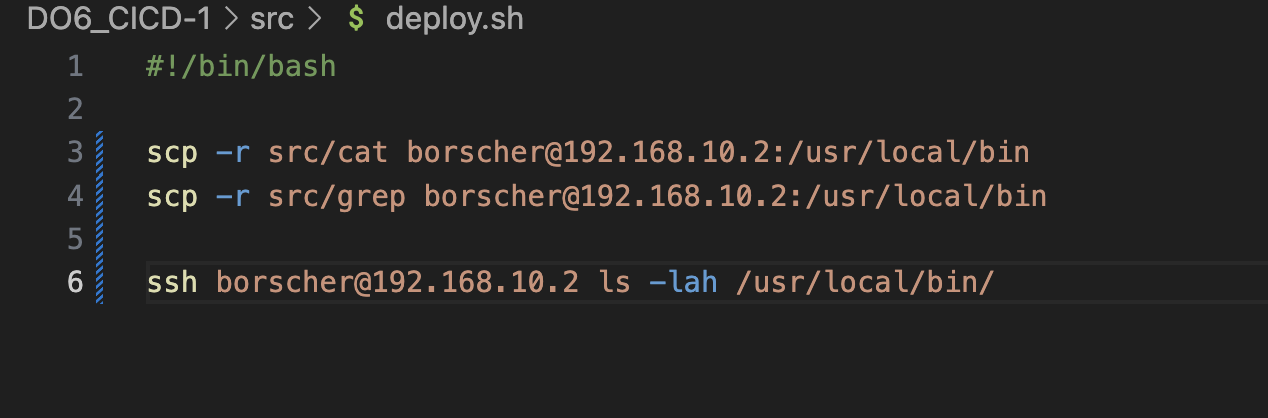 DO6_CICD-1 > src > $ deploy.sh
1 #!/bin/bash
2
3 scp -r src/cat borscher@192.168.10.2:/usr/local/bin
4 scp -r src/grep borscher@192.168.10.2:/usr/local/bin
5
6 ssh borscher@192.168.10.2 ls -lah /usr/local/bin/